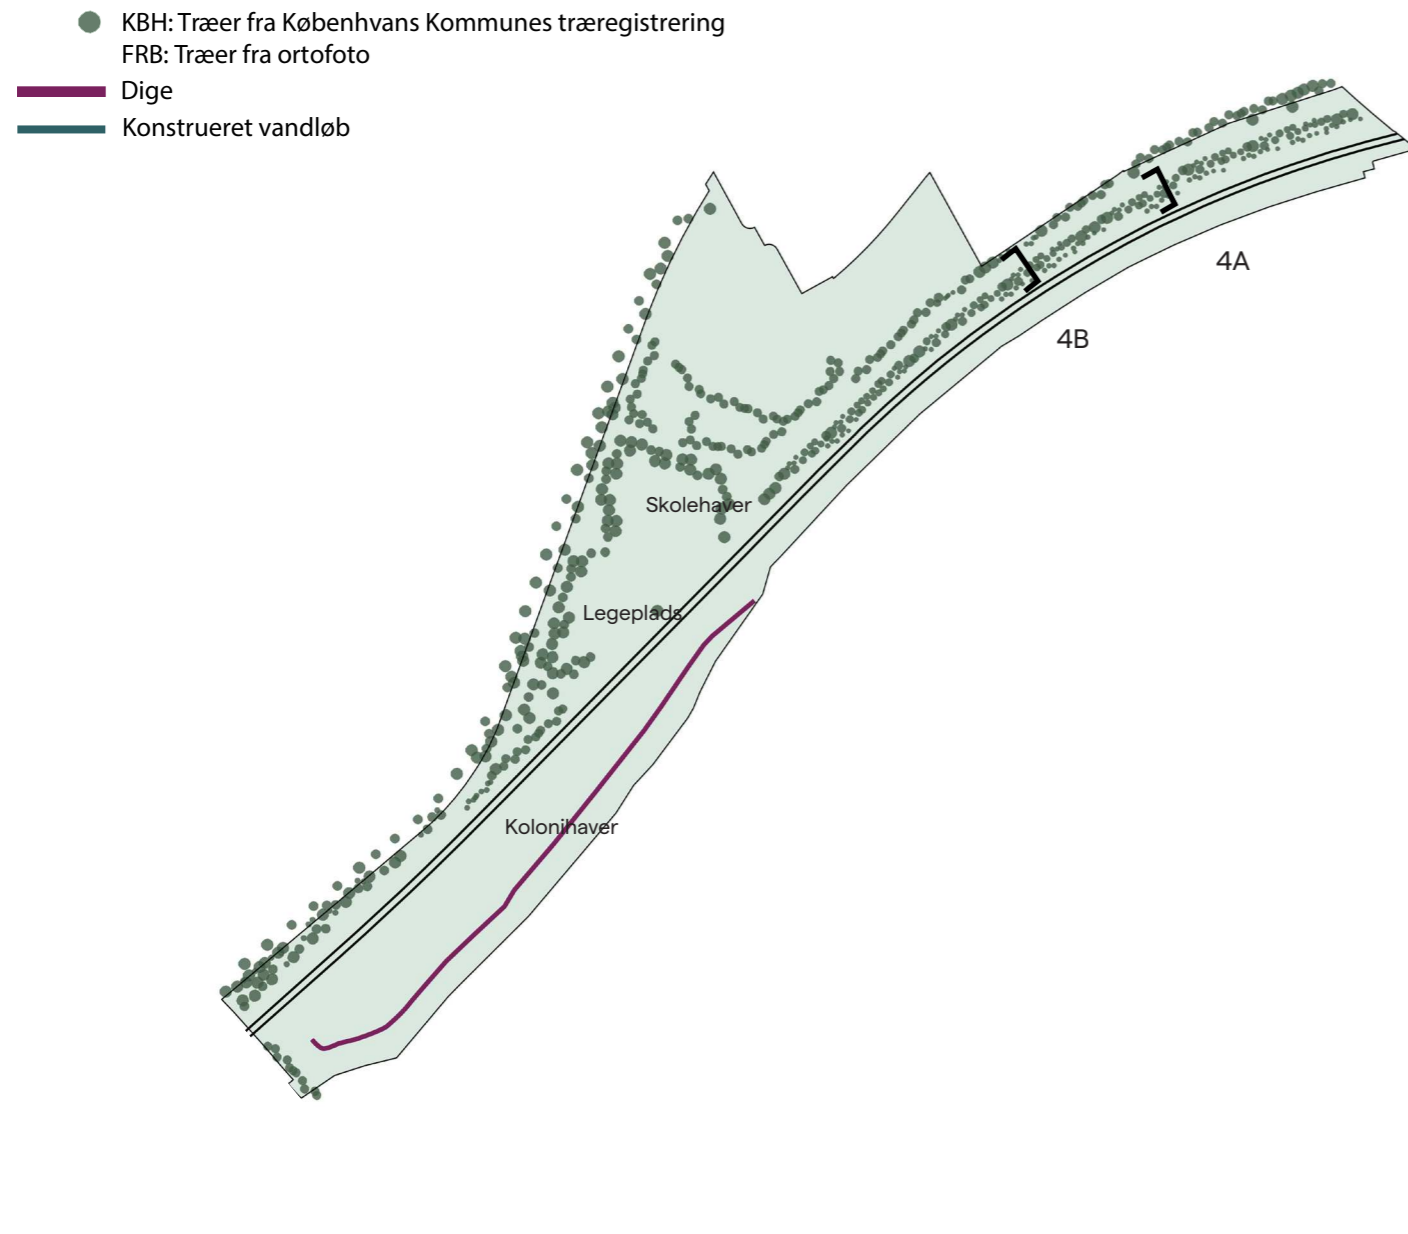 KBH: Træer fra Københvans Kommunes træregistrering
FRB: Træer fra ortofoto
Dige
Konstrueret vandløb
4A
4B
Skolehaver
Legeplads
Kolonihaver